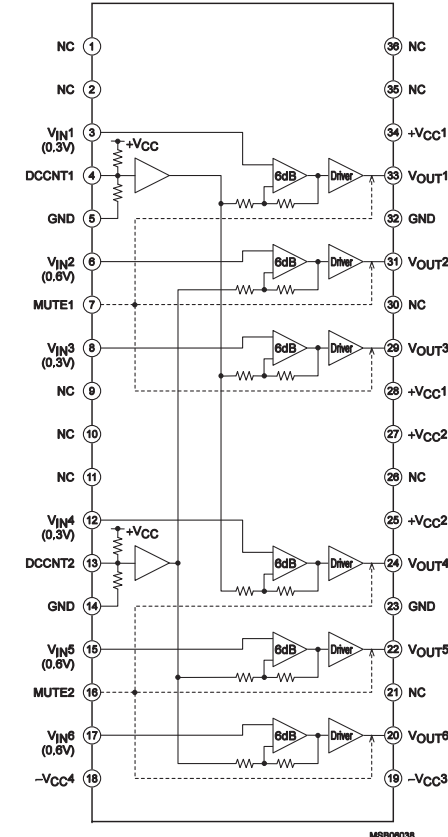 NC 1
36 NC
NC 2
35 NC
VIN1 3
(0.3V)
34 +VCC1
+VCC
DCCNT1 4
6dB
Driver
33 VOUT1
GND 5
32 GND
VIN2 6
(0.6V)
6dB
Driver
31 VOUT2
MUTE1 7
30 NC
VIN3 8
(0.3V)
6dB
Driver
29 VOUT3
NC 9
28 +VCC1
NC 10
27 +VCC2
NC 11
26 NC
VIN4 12
(0.3V)
25 +VCC2
+VCC
DCCNT2 13
6dB
Driver
24 VOUT4
GND 14
23 GND
VIN5 15
(0.6V)
6dB
Driver
22 VOUT5
MUTE2 16
21 NC
VIN6 17
(0.6V)
6dB
Driver
20 VOUT6
–VCC4 18
19 –VCC3
MSB06038